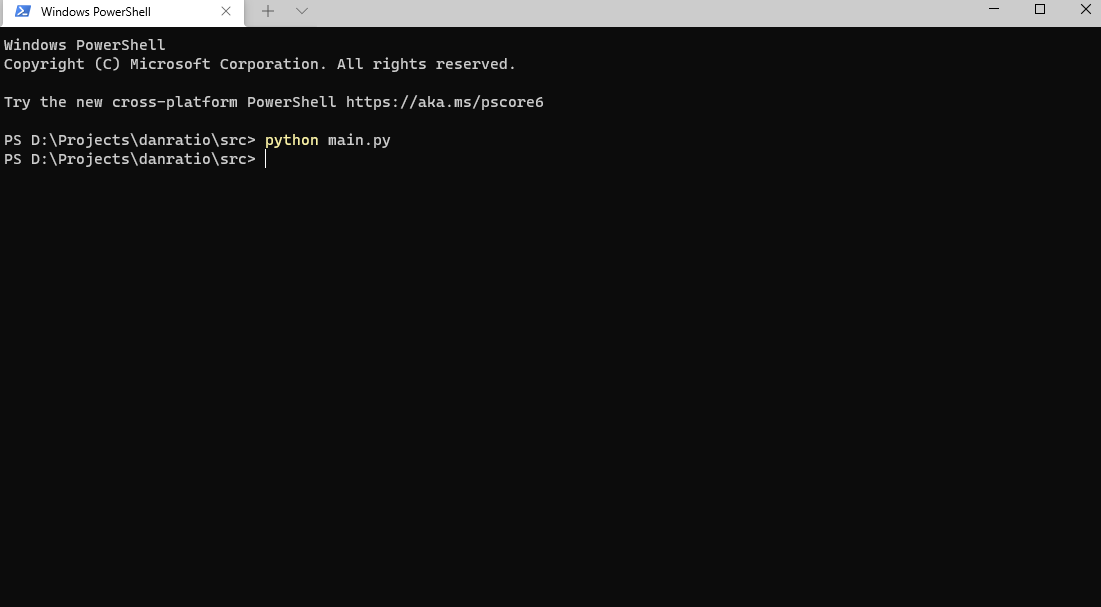 Windows PowerShell
Windows PowerShell
Copyright (C) Microsoft Corporation. All rights reserved.
Try the new cross-platform PowerShell https://aka.ms/pscore6
PS D:\Projects\danratio\src> python main.py
PS D:\Projects\danratio\src>